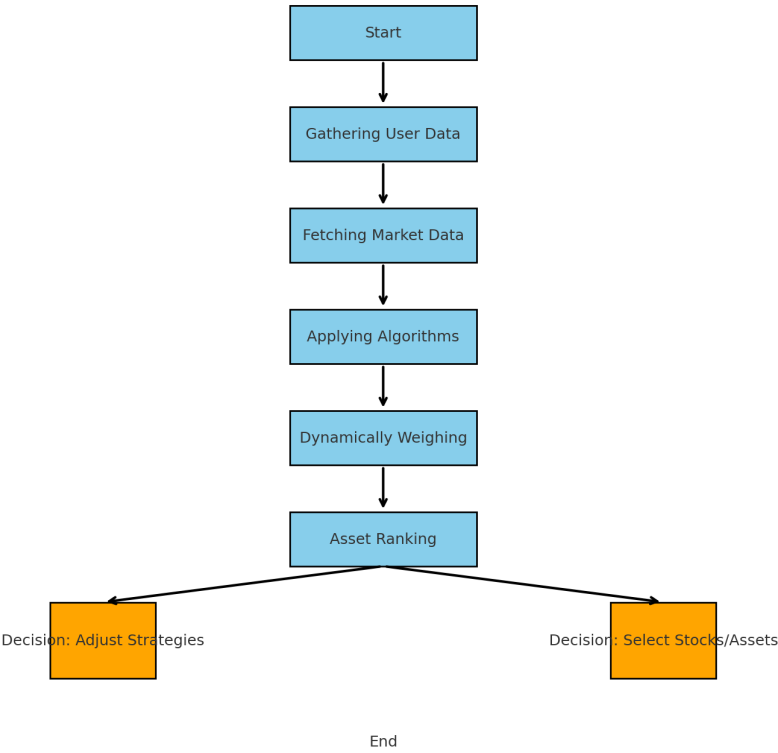 Start
Gathering User Data
Fetching Market Data
Applying Algorithms
Dynamically Weighing
Asset Ranking
Decision: Adjust Strategies
Decision: Select Stocks/Assets
End